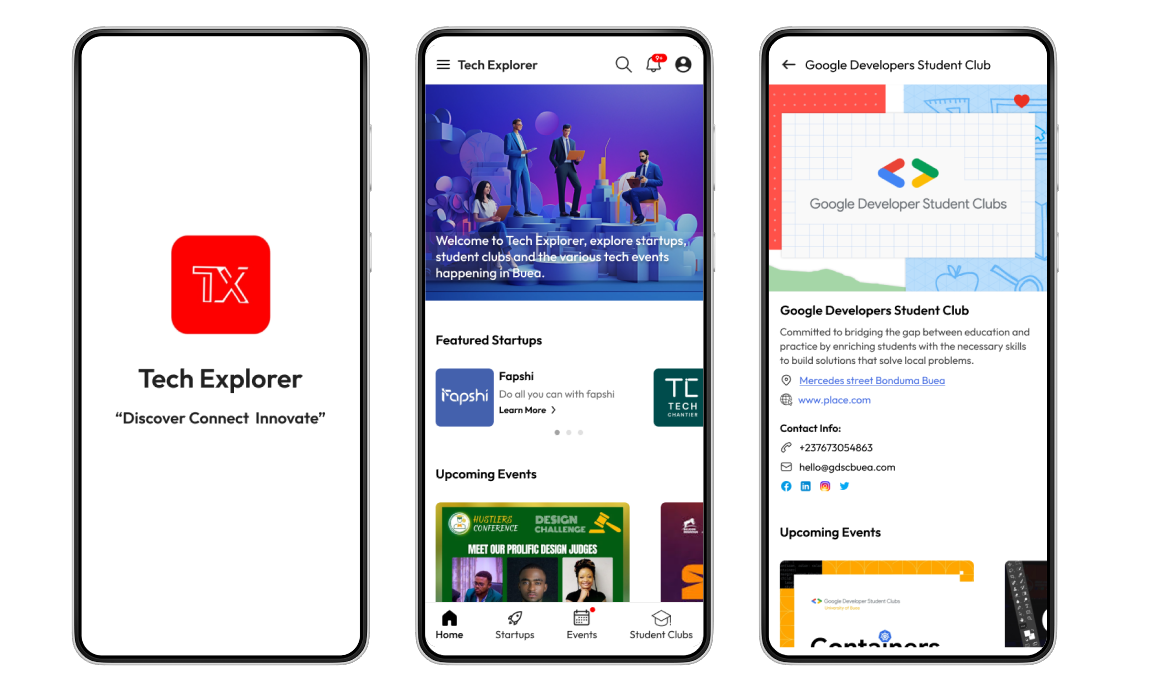 TX
Tech Explorer
“Discover Connect Innovate”
Tech Explorer
9+
Welcome to Tech Explorer, explore startups,
student clubs and the various tech events
happening in Buea.
Featured Startups
fapshi
Fapshi
Do all you can with fapshi
Learn More
TC
TECH
CHANTIER
Upcoming Events
HUSTLERS
CONFERENCE
DESIGN
CHALLENGE
MEET OUR PROLIFIC DESIGN JUDGES
Home
Startups
Events
Student Clubs
Google Developers Student Club
Google Developer Student Clubs
Google Developers Student Club
Committed to bridging the gap between education and
practice by enriching students with the necessary skills
to build solutions that solve local problems.
Mercedes street Bonduma Buea
www.place.com
Contact Info:
+237673054863
hello@gdscbuea.com
Upcoming Events
Google Developer Student Clubs
University of Buea
Containers